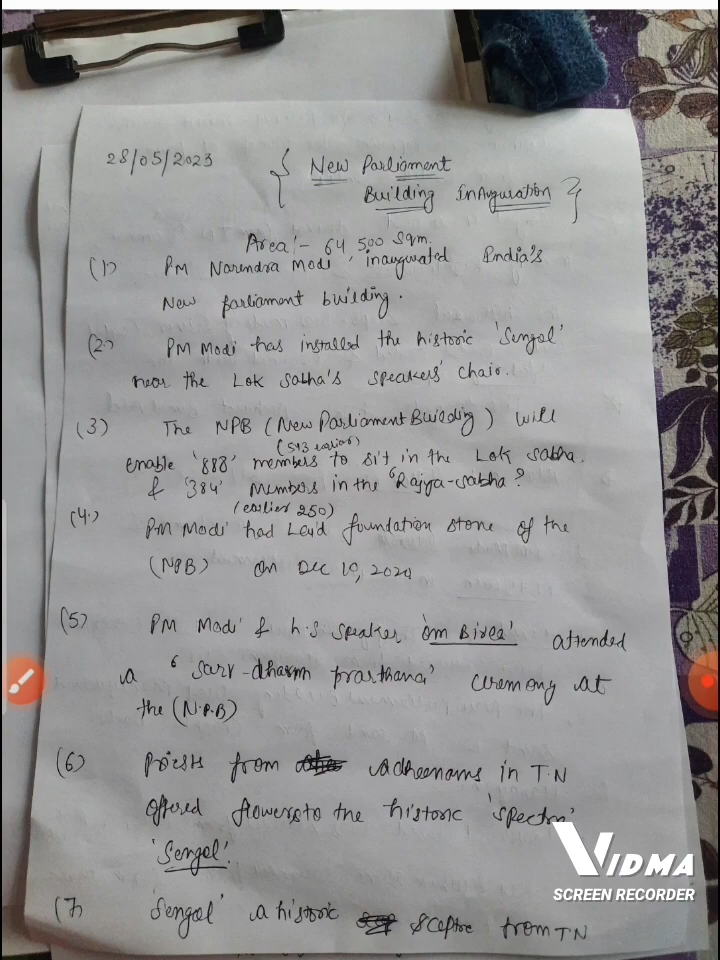 28/05/2023
{ New Parliament
Building InAuguration }
Area:- 64,500 Sqm.
(1) PM Narendra Modi inaugurated India's
New parliament building.
(2) PM Modi has installed the historic 'Sengol'
near the Lok Sabha's speakers' chair.
(3) The NPB (New Parliament Building) will
(543 earlier)
enable '888' members to sit in the Lok Sabha.
& '384' Members in the 'Rajya-sabha'
(earlier 250)
(4.) PM Modi had Laid foundation stone of the
(NPB) on Dec 10,
(5) PM Modi & L.S speaker 'om Birla' attended
a 'Sarv-dharm prarthana' ceremony at
the (N.P.B)
(6) Priests from Adheenams in T.N
offered flowers to the historic
'Sengol'.
(7) 'Sengol' a historic Sceptre from TN
VIDMA
SCREEN RECORDER